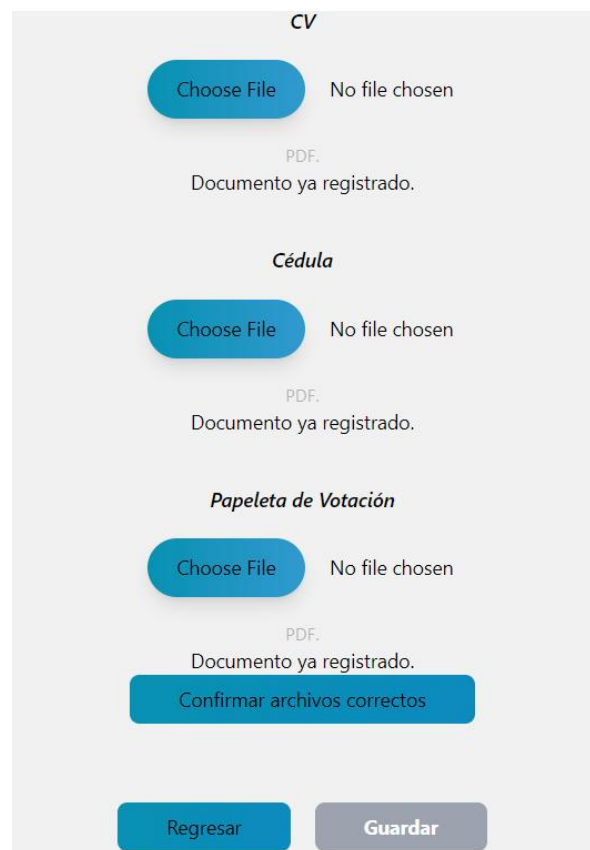 CV
Choose File No file chosen
PDF.
Documento ya registrado.
Cédula
Choose File No file chosen
PDF.
Documento ya registrado.
Papeleta de Votación
Choose File No file chosen
PDF.
Documento ya registrado.
Confirmar archivos correctos
Regresar Guardar